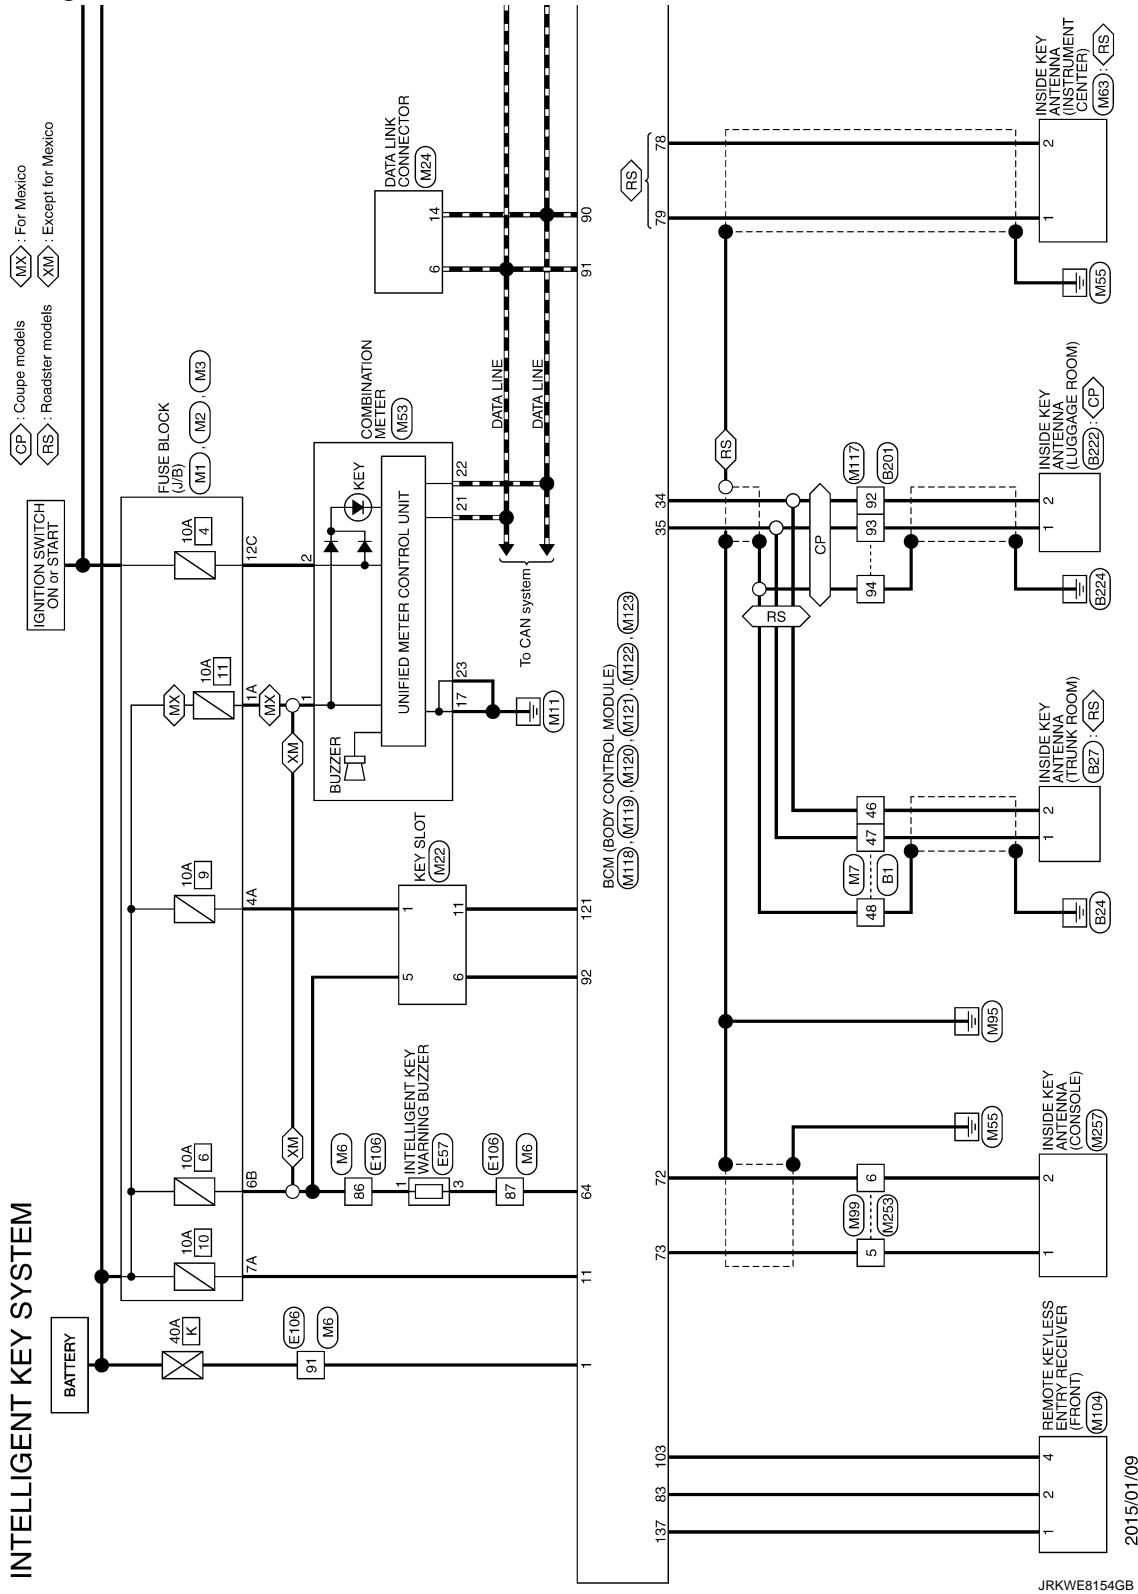 INTELLIGENT KEY SYSTEM
BATTERY
IGNITION SWITCH
ON or START
CP : Coupe models
RS : Roadster models
MX : For Mexico
XM : Except for Mexico
40A
K
E106
M6
91
1
10A
10
7A
11
10A
6
6B
XM
86
M6
E106
1
INTELLIGENT KEY
WARNING BUZZER
E57
3
87
E106
M6
64
10A
9
4A
KEY SLOT
M22
1
5
11
6
121
92
MX
10A
11
1A
MX
XM
1
10A
4
12C
2
FUSE BLOCK
(J/B)
M1 , M2 , M3
BUZZER
KEY
UNIFIED METER CONTROL UNIT
COMBINATION
METER
M53
17
23
M11
21
22
To CAN system
DATA LINE
DATA LINE
DATA LINK
CONNECTOR
M24
6
14
91
90
BCM (BODY CONTROL MODULE)
M118 , M119 , M120 , M121 , M122 , M123
137
83
103
1
2
4
REMOTE KEYLESS
ENTRY RECEIVER
(FRONT)
M104
73
72
5
6
M99
M253
M55
1
2
INSIDE KEY
ANTENNA
(CONSOLE)
M257
M95
48
47
46
M7
B1
B24
1
2
INSIDE KEY
ANTENNA
(TRUNK ROOM)
B27 : RS
RS
CP
RS
35
34
94
93
92
M117
B201
B224
1
2
INSIDE KEY
ANTENNA
(LUGGAGE ROOM)
B222 : CP
RS
79
78
M55
1
2
INSIDE KEY
ANTENNA
(INSTRUMENT
CENTER)
M63 : RS
2015/01/09
JRKWE8154GB